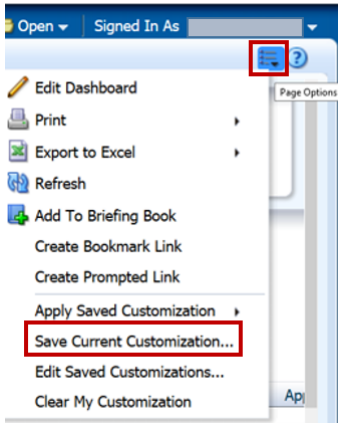 Open Signed In As
?
Edit Dashboard
Page Options
Print
Export to Excel
Refresh
Add To Briefing Book
Create Bookmark Link
Create Prompted Link
Apply Saved Customization
Save Current Customization...
Edit Saved Customizations...
Clear My Customization